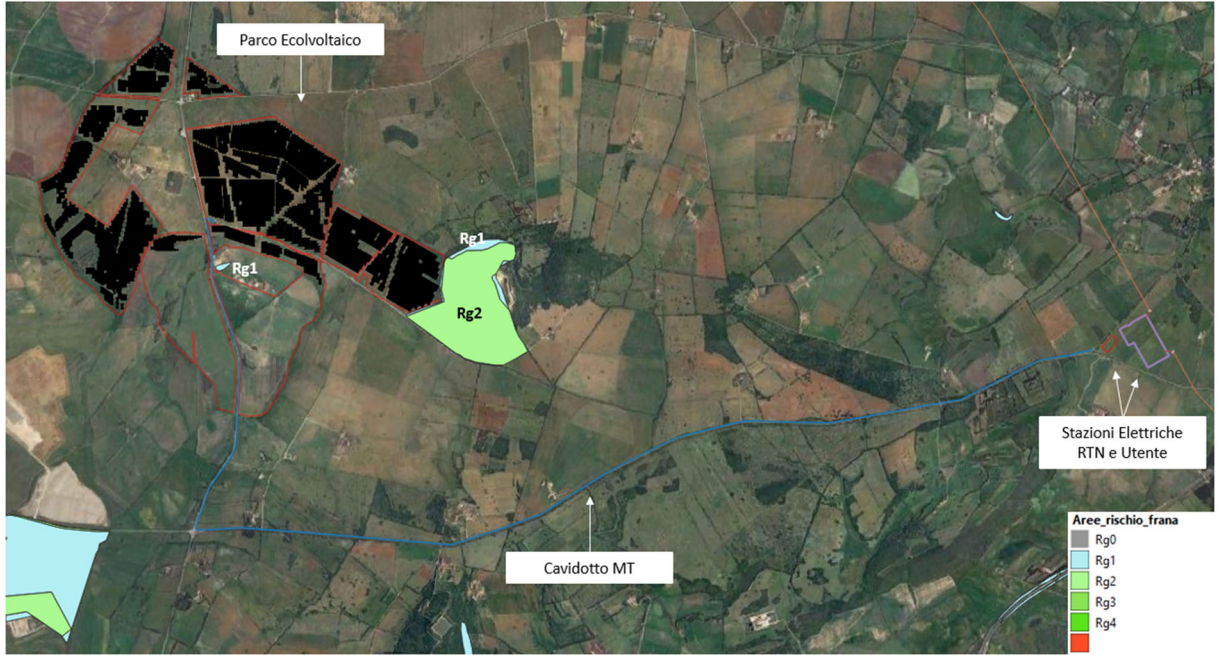 Parco Ecolvoltaico
Rg1
Rg1
Rg2
Stazioni Elettriche
RTN e Utente
Cavidotto MT
Aree_rischio_frana
Rg0
Rg1
Rg2
Rg3
Rg4